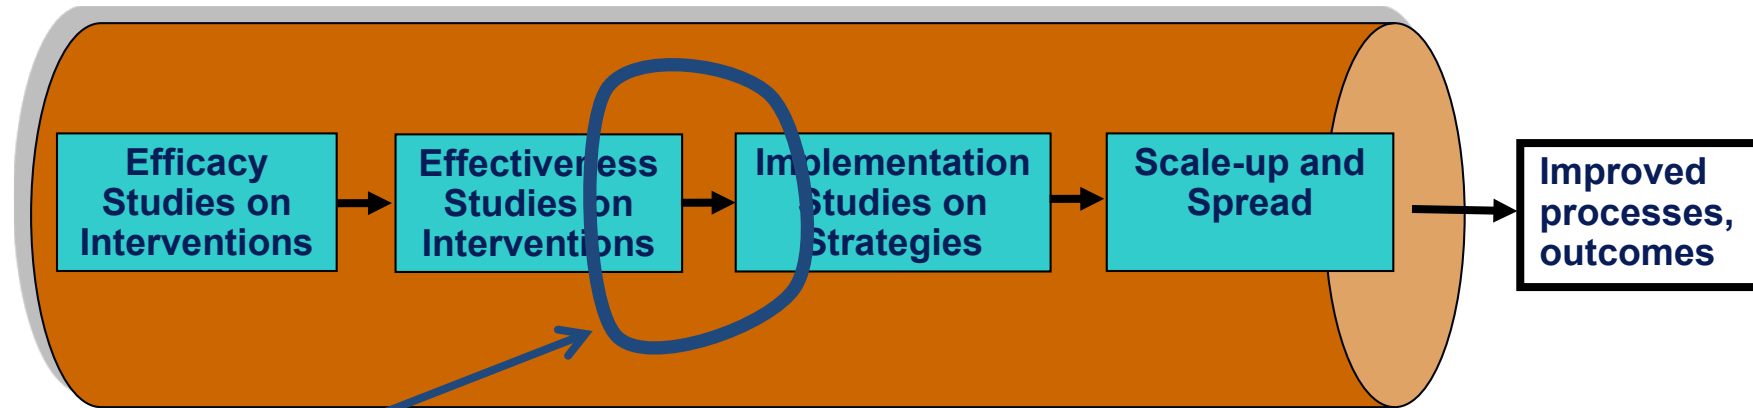 Efficacy
Studies on
Interventions
Effectiveness
Studies on
Interventions
Implementation
Studies on
Strategies
Scale-up and
Spread
Improved
processes,
outcomes